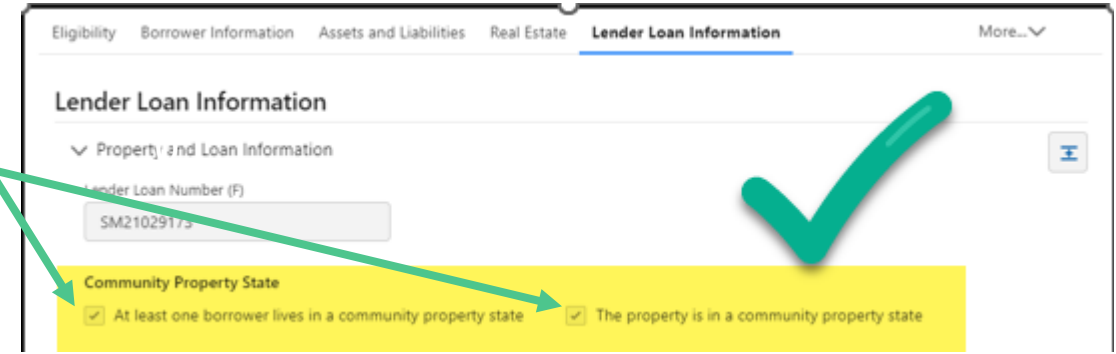 Eligibility Borrower Information Assets and Liabilities Real Estate Lender Loan Information More...
Lender Loan Information
Property and Loan Information
Lender Loan Number (F)
SM21029173
Community Property State
At least one borrower lives in a community property state The property is in a community property state